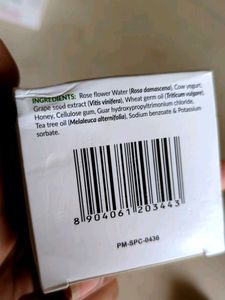 INGREDIENTS: Rose flower Water (Rosa damascena), Cow yogurt,
Grape seed extract (Vitis vinifera), Wheat germ oil (Triticum vulgare),
Honey, Cellulose gum, Guar hydroxypropyltrimonium chloride,
Tea tree oil (Melaleuca alternifolia), Sodium benzoate & Potassium
sorbate.
8 904061 203443
PM-SPC-0436